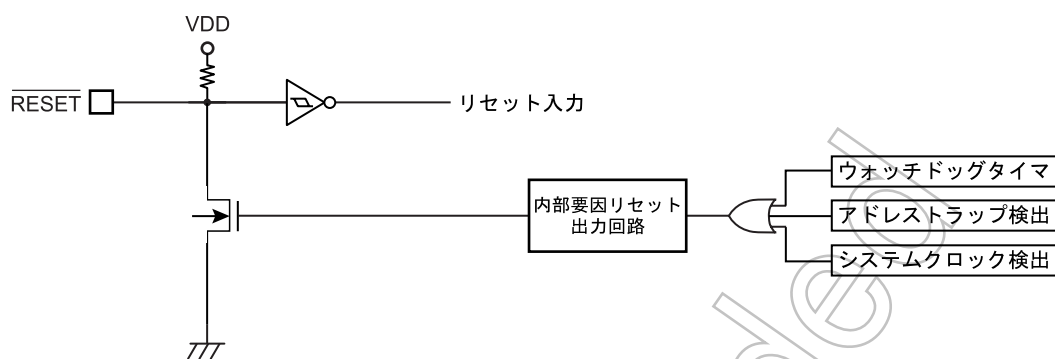 VDD
RESET
リセット入力
ウォッチドッグタイマ
内部要因リセット
出力回路
アドレストラップ検出
システムクロック検出